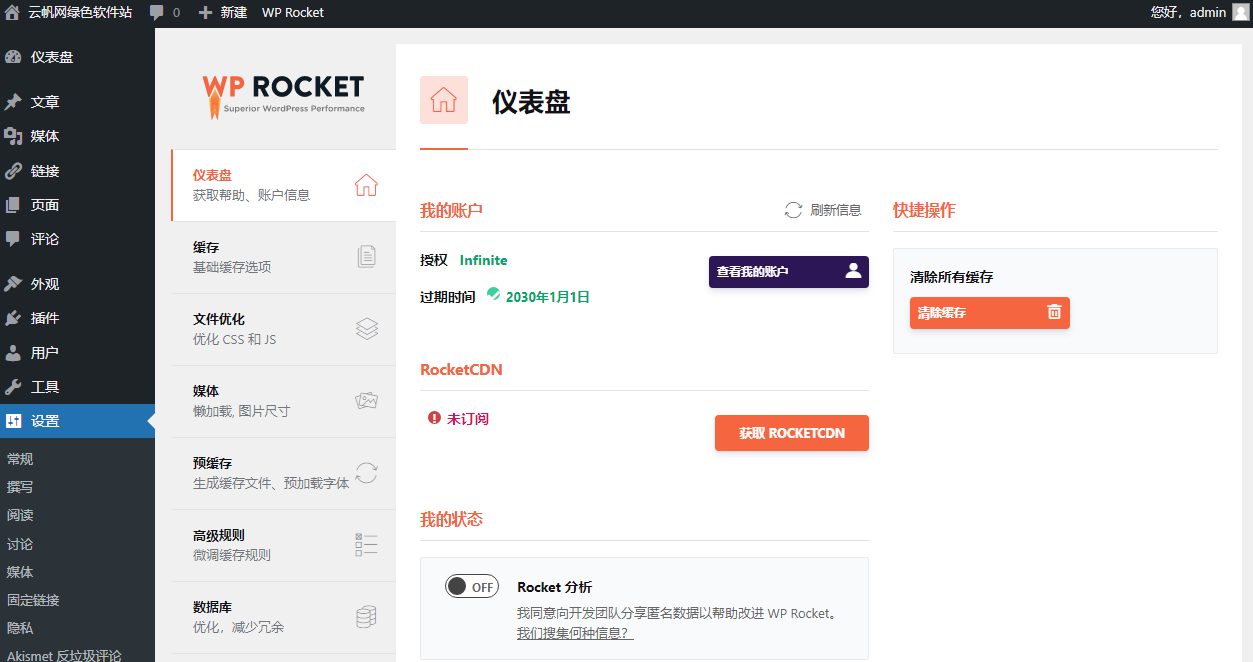 云帆网绿色软件站 0 新建 WP Rocket 您好，admin
仪表盘
文章
媒体
链接
页面
评论
外观
插件
用户
工具
设置
常规
撰写
阅读
讨论
媒体
固定链接
隐私
Akismet 反垃圾评论
WP ROCKET
Superior WordPress Performance
仪表盘
获取帮助、账户信息
缓存
基础缓存选项
文件优化
优化 CSS 和 JS
媒体
懒加载, 图片尺寸
预缓存
生成缓存文件、预加载字体
高级规则
微调缓存规则
数据库
优化，减少冗余
仪表盘
我的账户 刷新信息
授权 Infinite
查看我的账户
过期时间 2030年1月1日
RocketCDN
未订阅
获取 ROCKETCDN
我的状态
OFF Rocket 分析
我同意向开发团队分享匿名数据以帮助改进 WP Rocket。
我们搜集何种信息？
快捷操作
清除所有缓存
清除缓存